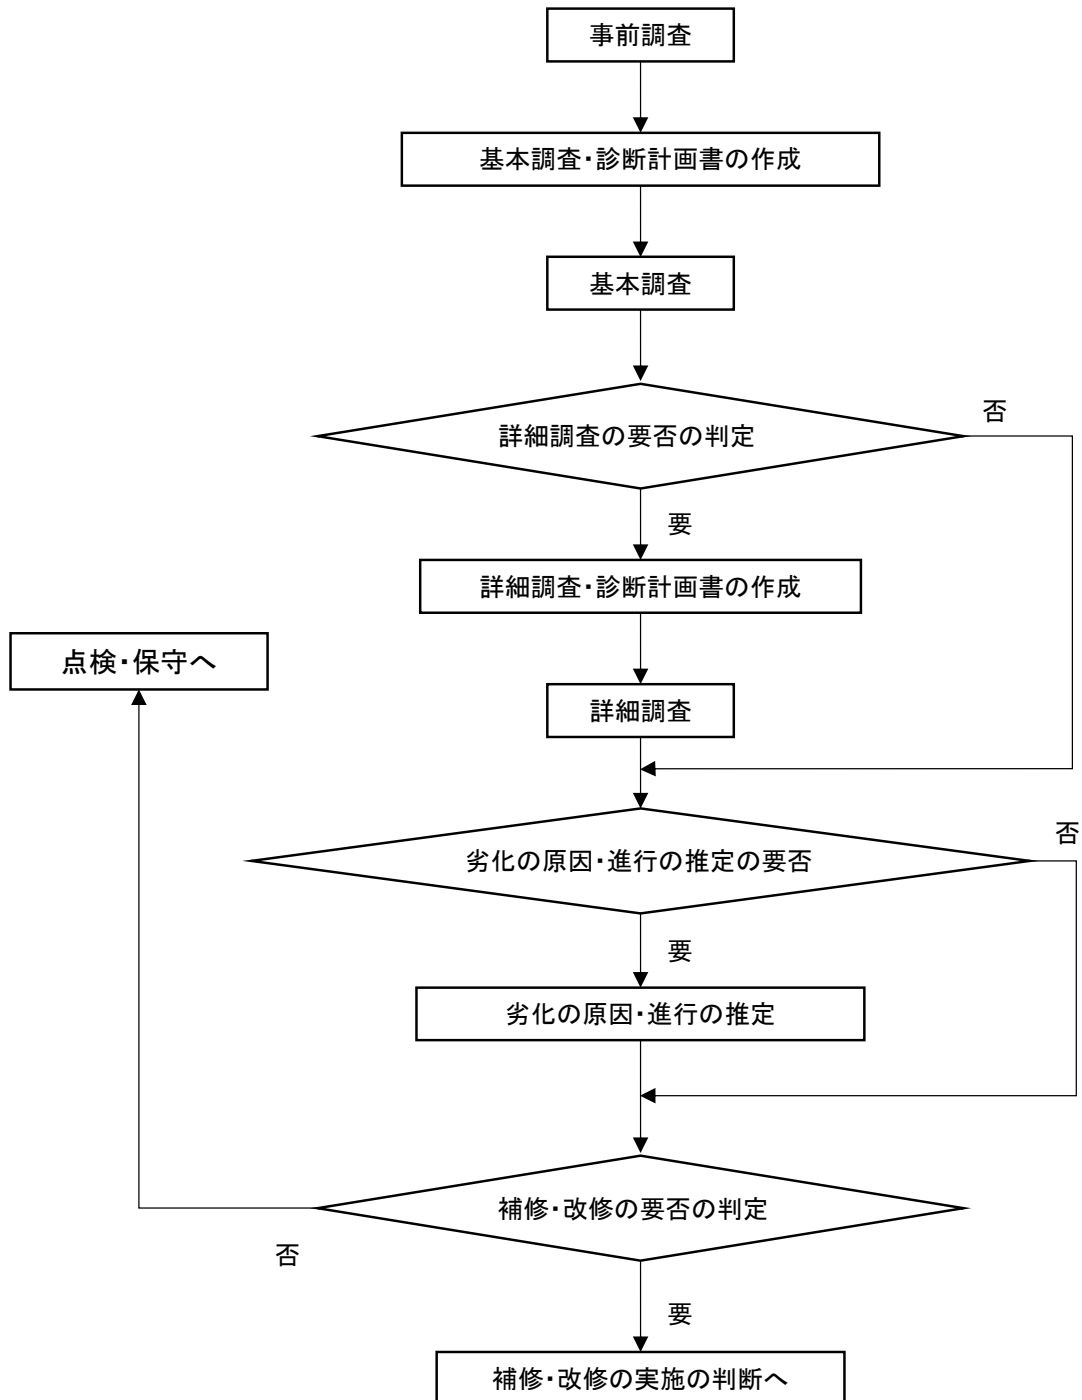 事前調査
基本調査・診断計画書の作成
基本調査
詳細調査の要否の判定
否
要
詳細調査・診断計画書の作成
点検・保守へ
詳細調査
否
劣化の原因・進行の推定の要否
要
劣化の原因・進行の推定
補修・改修の要否の判定
否
要
補修・改修の実施の判断へ